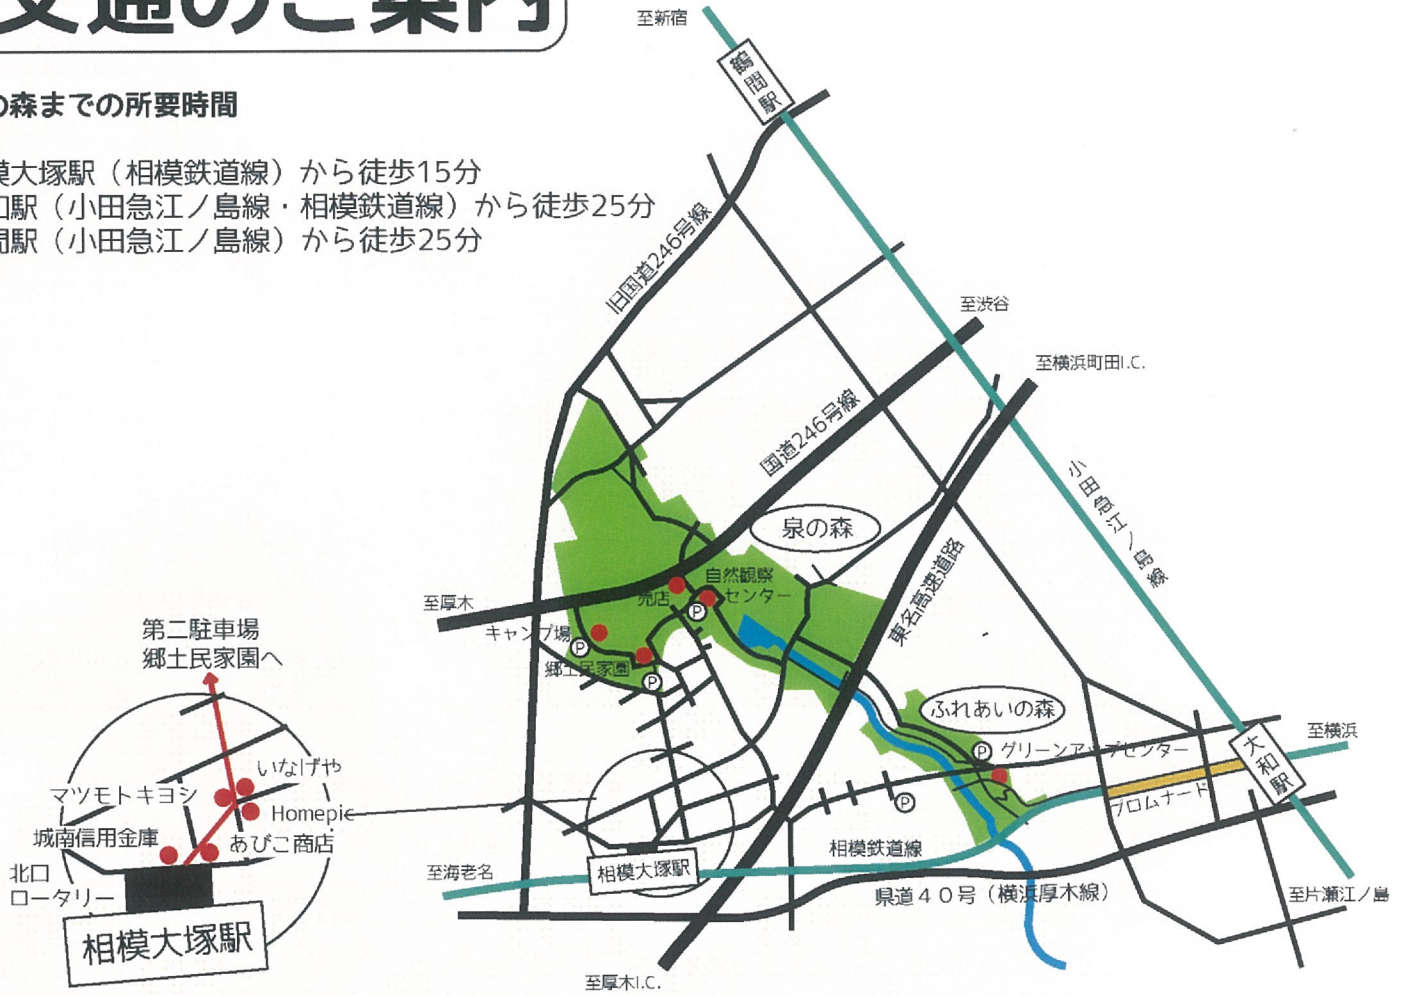 交通のご案内
の森までの所要時間
模大塚駅（相模鉄道線）から徒歩15分
和駅（小田急江ノ島線・相模鉄道線）から徒歩25分
間駅（小田急江ノ島線）から徒歩25分
至新宿
鶴間駅
旧国道246号線
至渋谷
至横浜町田I.C.
国道246号線
小田急江ノ島線
泉の森
東名高速道路
自然観察
センター
売店
P
至厚木
キャンプ場
P
郷土民家園
P
ふれあいの森
P
グリーンアップセンター
大和駅
至横浜
プロムナード
P
相模鉄道線
相模大塚駅
至海老名
県道４０号（横浜厚木線）
至片瀬江ノ島
至厚木I.C.
第二駐車場
郷土民家園へ
いなげや
マツモトキヨシ
Homepic
城南信用金庫
あびこ商店
北口
ロータリー
相模大塚駅